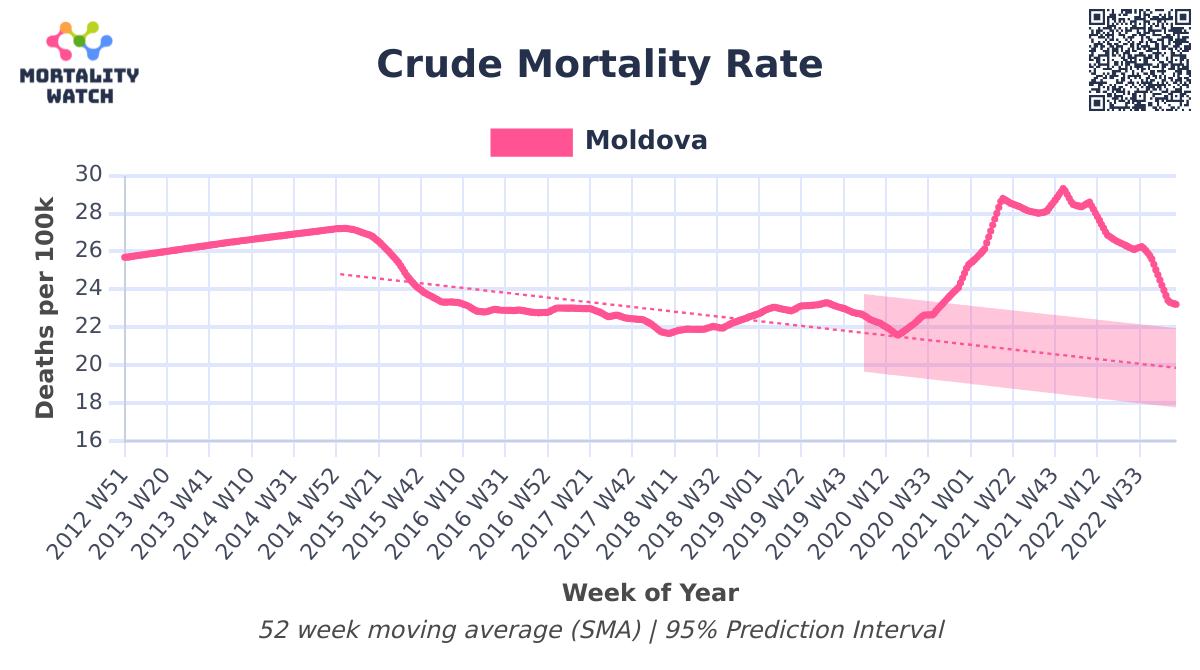 MORTALITY
WATCH
Crude Mortality Rate
Moldova
Deaths per 100k
30
28
26
24
22
20
18
16
2012 W51
2013 W20
2013 W41
2014 W10
2014 W31
2014 W52
2015 W21
2015 W42
2016 W10
2016 W31
2016 W52
2017 W21
2017 W42
2018 W11
2018 W32
2019 W01
2019 W22
2019 W43
2020 W12
2020 W33
2021 W01
2021 W22
2021 W43
2022 W12
2022 W33
Week of Year
52 week moving average (SMA) | 95% Prediction Interval